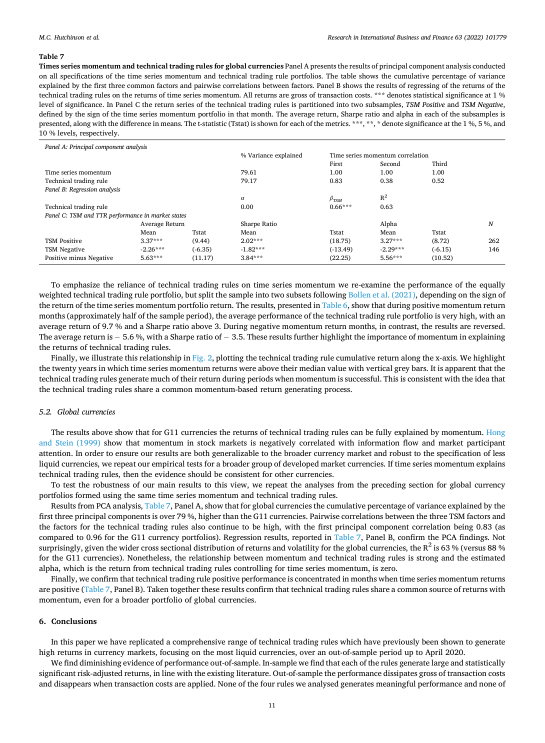 M.C. Hutchinson et al.
Research in International Business and Finance 63 (2022) 101779
Table 7
Times series momentum and technical trading rules for global currencies Panel A presents the results of principal component analysis conducted
on all specifications of the time series momentum and technical trading rule portfolios. The table shows the cumulative percentage of variance
explained by the first three common factors and pairwise correlations between factors. Panel B shows the results of regressing of the returns of the
technical trading rules on the returns of time series momentum. All returns are gross of transaction costs. *** denotes statistical significance at 1 %
level of significance. In Panel C the return series of the technical trading rules is partitioned into two subsamples, TSM Positive and TSM Negative,
defined by the sign of the time series momentum portfolio in that month. The average return, Sharpe ratio and alpha in each of the subsamples is
presented, along with the difference in means. The t-statistic (Tstat) is shown for each of the metrics. ***, **, * denote significance at the 1 %, 5 %, and
10 % levels, respectively.
Panel A: Principal component analysis
% Variance explained Time series momentum correlation
First Second Third
Time series momentum 79.61 1.00 1.00 1.00
Technical trading rule 79.17 0.83 0.38 0.52
Panel B: Regression analysis
α βTSM R²
Technical trading rule 0.00 0.66*** 0.63
Panel C: TSM and TTR performance in market states
Average Return Sharpe Ratio Alpha N
Mean Tstat Mean Tstat Mean Tstat
TSM Positive 3.37*** (9.44) 2.02*** (18.75) 3.27*** (8.72) 262
TSM Negative -2.26*** (-6.35) -1.82*** (-13.49) -2.29*** (-6.15) 146
Positive minus Negative 5.63*** (11.17) 3.84*** (22.25) 5.56*** (10.52)
To emphasise the reliance of technical trading rules on time series momentum we re-examine the performance of the equally
weighted technical trading rule portfolio, but split the sample into two subsets following Bollen et al. (2021), depending on the sign of
the return of the time series momentum portfolio return. The results, presented in Table 6, show that during positive momentum return
months (approximately half of the sample period), the average performance of the technical trading rule portfolio is very high, with an
average return of 9.7 % and a Sharpe ratio above 3. During negative momentum return months, in contrast, the results are reversed.
The average return is − 5.6 %, with a Sharpe ratio of − 3.5. These results further highlight the importance of momentum in explaining
the returns of technical trading rules.
Finally, we illustrate this relationship in Fig. 2, plotting the technical trading rule cumulative return along the x-axis. We highlight
the twenty years in which time series momentum returns were above their median value with vertical grey bars. It is apparent that the
technical trading rules generate much of their return during periods when momentum is successful. This is consistent with the idea that
the technical trading rules share a common momentum-based return generating process.
5.2. Global currencies
The results above show that for G11 currencies the returns of technical trading rules can be fully explained by momentum. Hong
and Stein (1999) show that momentum in stock markets is negatively correlated with information flow and market participant
attention. In order to ensure our results are both generalizable to the broader currency market and robust to the specification of less
liquid currencies, we repeat our empirical tests for a broader group of developed market currencies. If time series momentum explains
technical trading rules, then the evidence should be consistent for other currencies.
To test the robustness of our main results to this view, we repeat the analyses from the preceding section for global currency
portfolios formed using the same time series momentum and technical trading rules.
Results from PCA analysis, Table 7, Panel A, show that for global currencies the cumulative percentage of variance explained by the
first three principal components is over 79 %, higher than the G11 currencies. Pairwise correlations between the three TSM factors and
the factors for the technical trading rules also continue to be high, with the first principal component correlation being 0.83 (as
compared to 0.96 for the G11 currency portfolios). Regression results, reported in Table 7, Panel B, confirm the PCA findings. Not
surprisingly, given the wider cross sectional distribution of returns and volatility for the global currencies, the R² is 63 % (versus 88 %
for the G11 currencies). Nonetheless, the relationship between momentum and technical trading rules is strong and the estimated
alpha, which is the return from technical trading rules controlling for time series momentum, is zero.
Finally, we confirm that technical trading rule positive performance is concentrated in months when time series momentum returns
are positive (Table 7, Panel B). Taken together these results confirm that technical trading rules share a common source of returns with
momentum, even for a broader portfolio of global currencies.
6. Conclusions
In this paper we have replicated a comprehensive range of technical trading rules which have previously been shown to generate
high returns in currency markets, focusing on the most liquid currencies, over an out-of-sample period up to April 2020.
We find diminishing evidence of performance out-of-sample. In-sample we find that each of the rules generate large and statistically
significant risk-adjusted returns, in line with the existing literature. Out-of-sample the performance dissipates gross of transaction costs
and disappears when transaction costs are applied. None of the four rules we analysed generates meaningful performance and none of
11